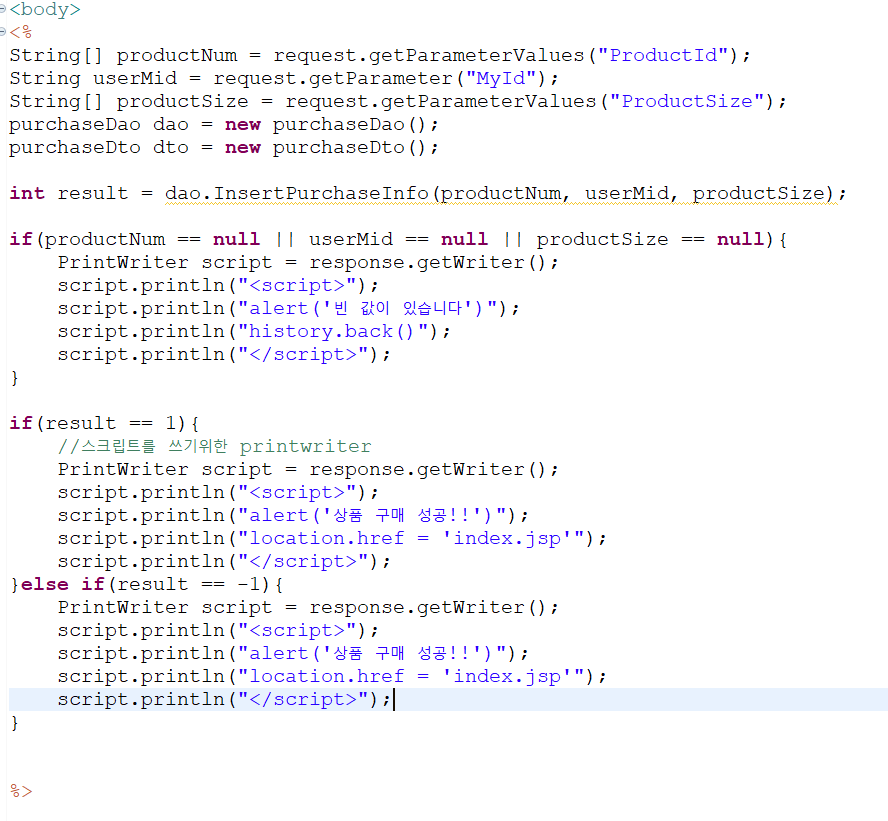 <body>
<%
String[] productNum = request.getParameterValues("ProductId");
String userMid = request.getParameter("MyId");
String[] productSize = request.getParameterValues("ProductSize");
purchaseDao dao = new purchaseDao();
purchaseDto dto = new purchaseDto();
int result = dao.InsertPurchaseInfo(productNum, userMid, productSize);
if(productNum == null || userMid == null || productSize == null){
    PrintWriter script = response.getWriter();
    script.println("<script>");
    script.println("alert('빈 값이 있습니다')");
    script.println("history.back()");
    script.println("</script>");
}
if(result == 1){
    //스크립트를 쓰기위한 printwriter
    PrintWriter script = response.getWriter();
    script.println("<script>");
    script.println("alert('상품 구매 성공!!')");
    script.println("location.href = 'index.jsp'");
    script.println("</script>");
}else if(result == -1){
    PrintWriter script = response.getWriter();
    script.println("<script>");
    script.println("alert('상품 구매 성공!!')");
    script.println("location.href = 'index.jsp'");
    script.println("</script>");
}
%>